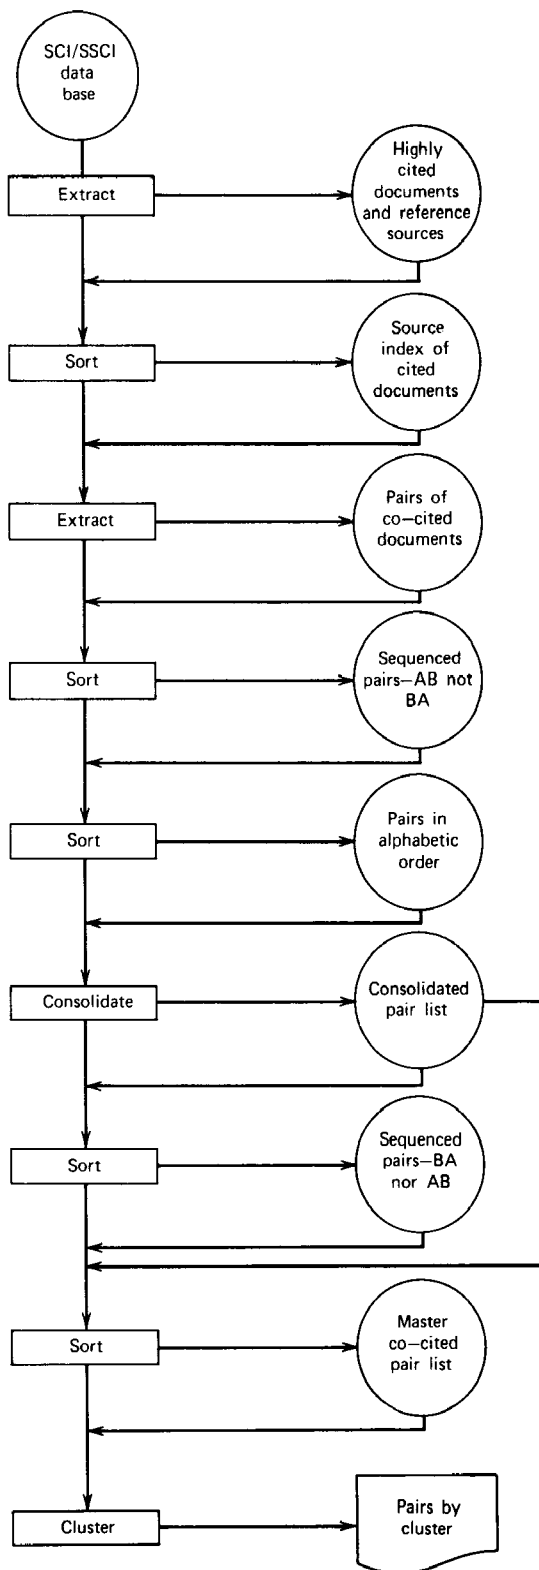 SCI/SSCI
data
base
Extract
Highly
cited
documents
and reference
sources
Sort
Source
index of
cited
documents
Extract
Pairs of
co–cited
documents
Sort
Sequenced
pairs–AB not
BA
Sort
Pairs in
alphabetic
order
Consolidate
Consolidated
pair list
Sort
Sequenced
pairs–BA
nor AB
Sort
Master
co–cited
pair list
Cluster
Pairs by
cluster